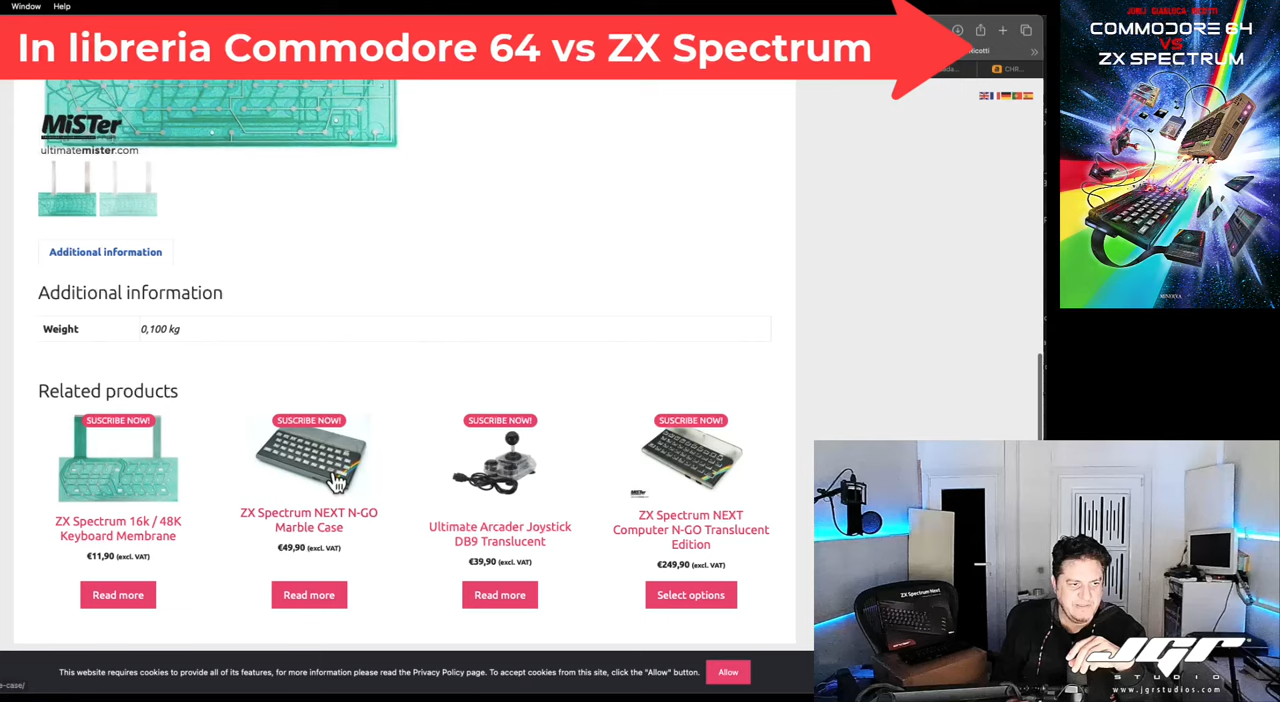 Window Help
In libreria Commodore 64 vs ZX Spectrum
icotti
CHR...
COMMODORE 64
VS
ZX SPECTRUM
MINERVA
MiSTer
ultimatemister.com
Additional information
Additional information
Weight 0,100 kg
Related products
SUSCRIBE NOW! SUSCRIBE NOW! SUSCRIBE NOW! SUSCRIBE NOW!
ZX Spectrum 16k / 48K
Keyboard Membrane
€11,90 (excl. VAT)
Read more
ZX Spectrum NEXT N-GO
Marble Case
€49,90 (excl. VAT)
Read more
Ultimate Arcader Joystick
DB9 Translucent
€39,90 (excl. VAT)
Read more
ZX Spectrum NEXT
Computer N-GO Translucent
Edition
€249,90 (excl. VAT)
Select options
This website requires cookies to provide all of its features, for more information please read the Privacy Policy page. To accept cookies from this site, click the "Allow" button. Allow
e-case/
ZX Spectrum Next
JGR
STUDIO
www.jgrstudios.com